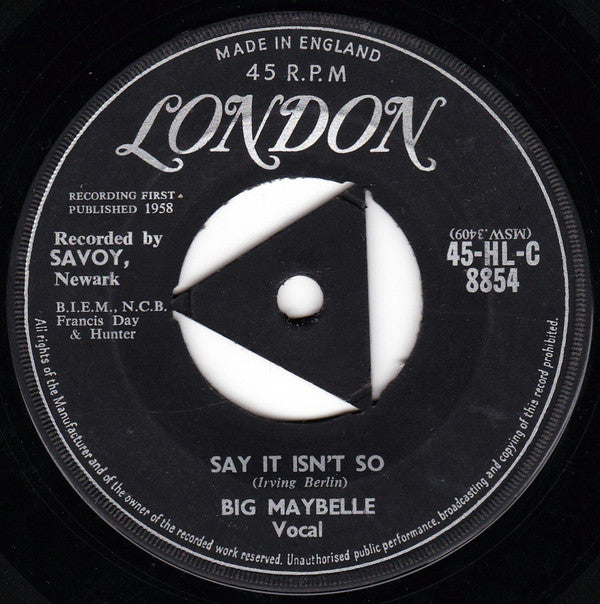 MADE IN ENGLAND
45 R.P.M
LONDON
RECORDING FIRST
PUBLISHED 1958
Recorded by
SAVOY,
Newark
B.I.E.M., N.C.B.
Francis Day
& Hunter
(MSW.3409)
45-HL-C
8854
SAY IT ISN'T SO
(Irving Berlin)
BIG MAYBELLE
Vocal
All rights of the Manufacturer and of the owner of the recorded work reserved. Unauthorised public performance, broadcasting and copying of this record prohibited.